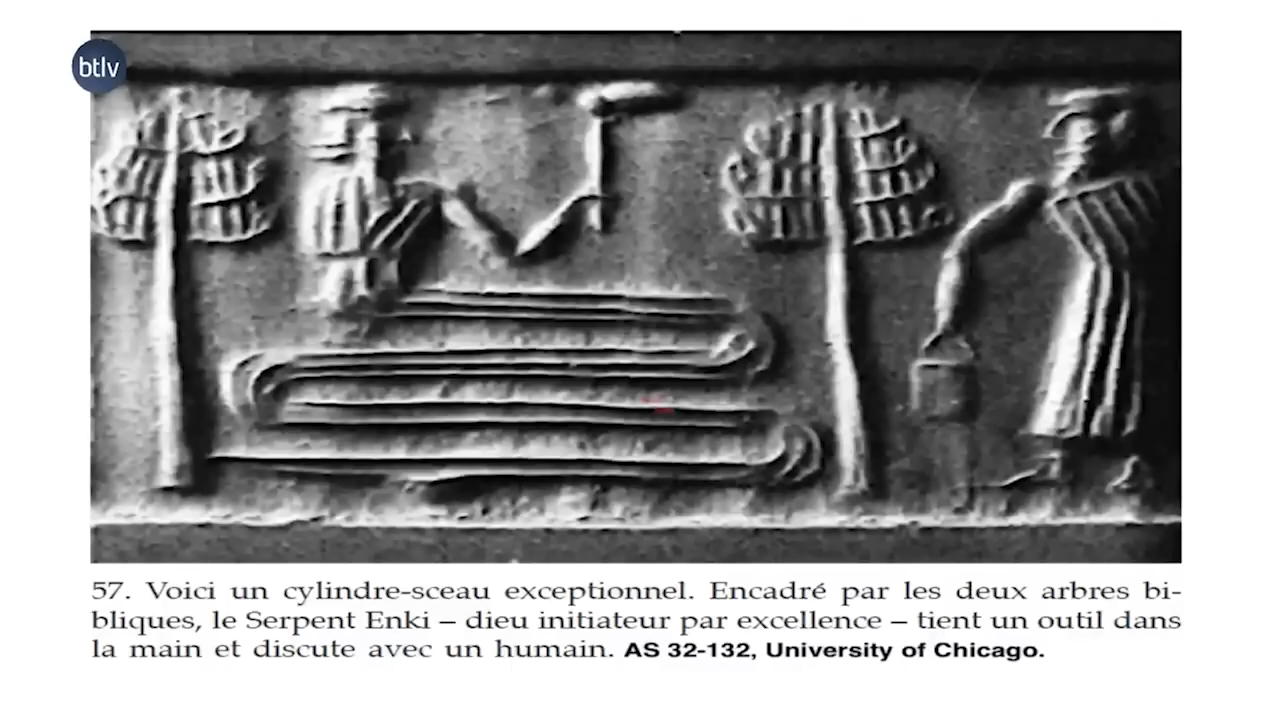 btlv
57. Voici un cylindre-sceau exceptionnel. Encadré par les deux arbres bi-
bliques, le Serpent Enki – dieu initiateur par excellence – tient un outil dans
la main et discute avec un humain. AS 32-132, University of Chicago.